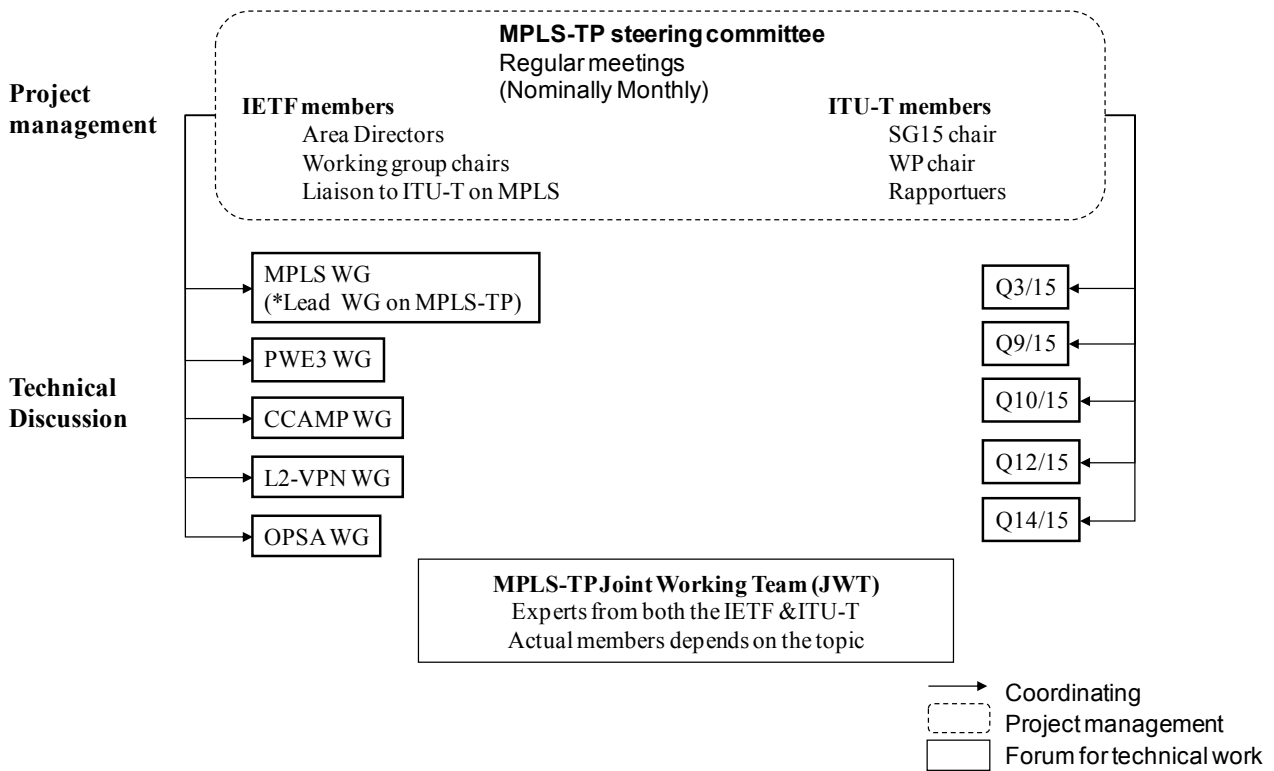 MPLS-TP steering committee
Regular meetings
(Nominally Monthly)
Project
management
IETF members
Area Directors
Working group chairs
Liaison to ITU-T on MPLS
ITU-T members
SG15 chair
WP chair
Rapportuers
Technical
Discussion
MPLS WG
(*Lead WG on MPLS-TP)
PWE3 WG
CCAMP WG
L2-VPN WG
OPSA WG
Q3/15
Q9/15
Q10/15
Q12/15
Q14/15
MPLS-TP Joint Working Team (JWT)
Experts from both the IETF & ITU-T
Actual members depends on the topic
Coordinating
Project management
Forum for technical work